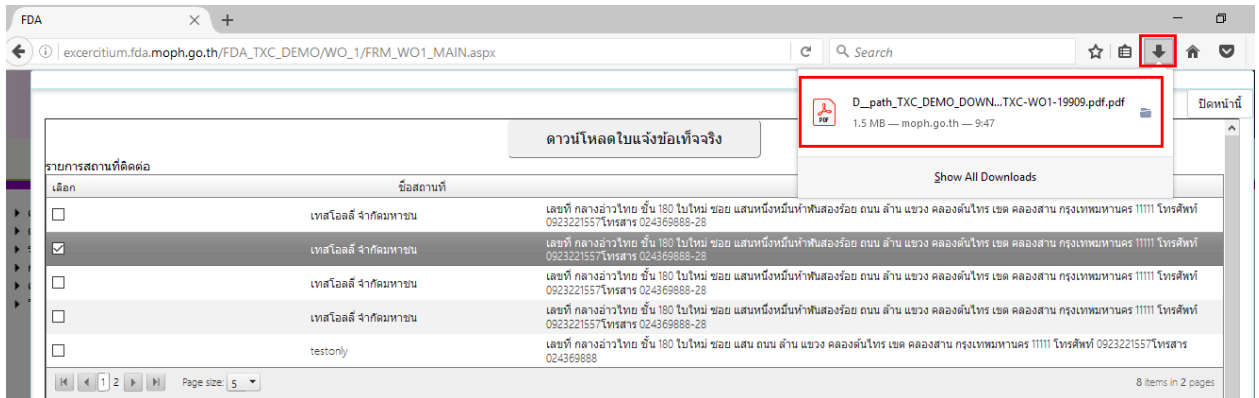 FDA
excercitium.fda.moph.go.th/FDA_TXC_DEMO/WO_1/FRM_WO1_MAIN.aspx
Search
D__path_TXC_DEMO_DOWN...TXC-WO1-19909.pdf.pdf
1.5 MB — moph.go.th — 9:47
Show All Downloads
ปิดหน้านี้
ดาวน์โหลดใบแจ้งข้อเท็จจริง
รายการสถานที่ติดต่อ
เลือก ชื่อสถานที่
เทสโอลลี่ จำกัดมหาชน เลขที่ กลางอ่าวไทย ชั้น 180 ใบใหม่ ซอย แสนหนึ่งหมื่นห้าพันสองร้อย ถนน ล้าน แขวง คลองต้นไทร เขต คลองสาน กรุงเทพมหานคร 11111 โทรศัพท์
0923221557โทรสาร 024369888-28
เทสโอลลี่ จำกัดมหาชน เลขที่ กลางอ่าวไทย ชั้น 180 ใบใหม่ ซอย แสนหนึ่งหมื่นห้าพันสองร้อย ถนน ล้าน แขวง คลองต้นไทร เขต คลองสาน กรุงเทพมหานคร 11111 โทรศัพท์
0923221557โทรสาร 024369888-28
เทสโอลลี่ จำกัดมหาชน เลขที่ กลางอ่าวไทย ชั้น 180 ใบใหม่ ซอย แสนหนึ่งหมื่นห้าพันสองร้อย ถนน ล้าน แขวง คลองต้นไทร เขต คลองสาน กรุงเทพมหานคร 11111 โทรศัพท์
0923221557โทรสาร 024369888-28
เทสโอลลี่ จำกัดมหาชน เลขที่ กลางอ่าวไทย ชั้น 180 ใบใหม่ ซอย แสนหนึ่งหมื่นห้าพันสองร้อย ถนน ล้าน แขวง คลองต้นไทร เขต คลองสาน กรุงเทพมหานคร 11111 โทรศัพท์
0923221557โทรสาร 024369888-28
testonly เลขที่ กลางอ่าวไทย ชั้น 180 ใบใหม่ ซอย แสน ถนน ล้าน แขวง คลองต้นไทร เขต คลองสาน กรุงเทพมหานคร 11111 โทรศัพท์ 0923221557โทรสาร
024369888
1 2 Page size: 5 8 items in 2 pages